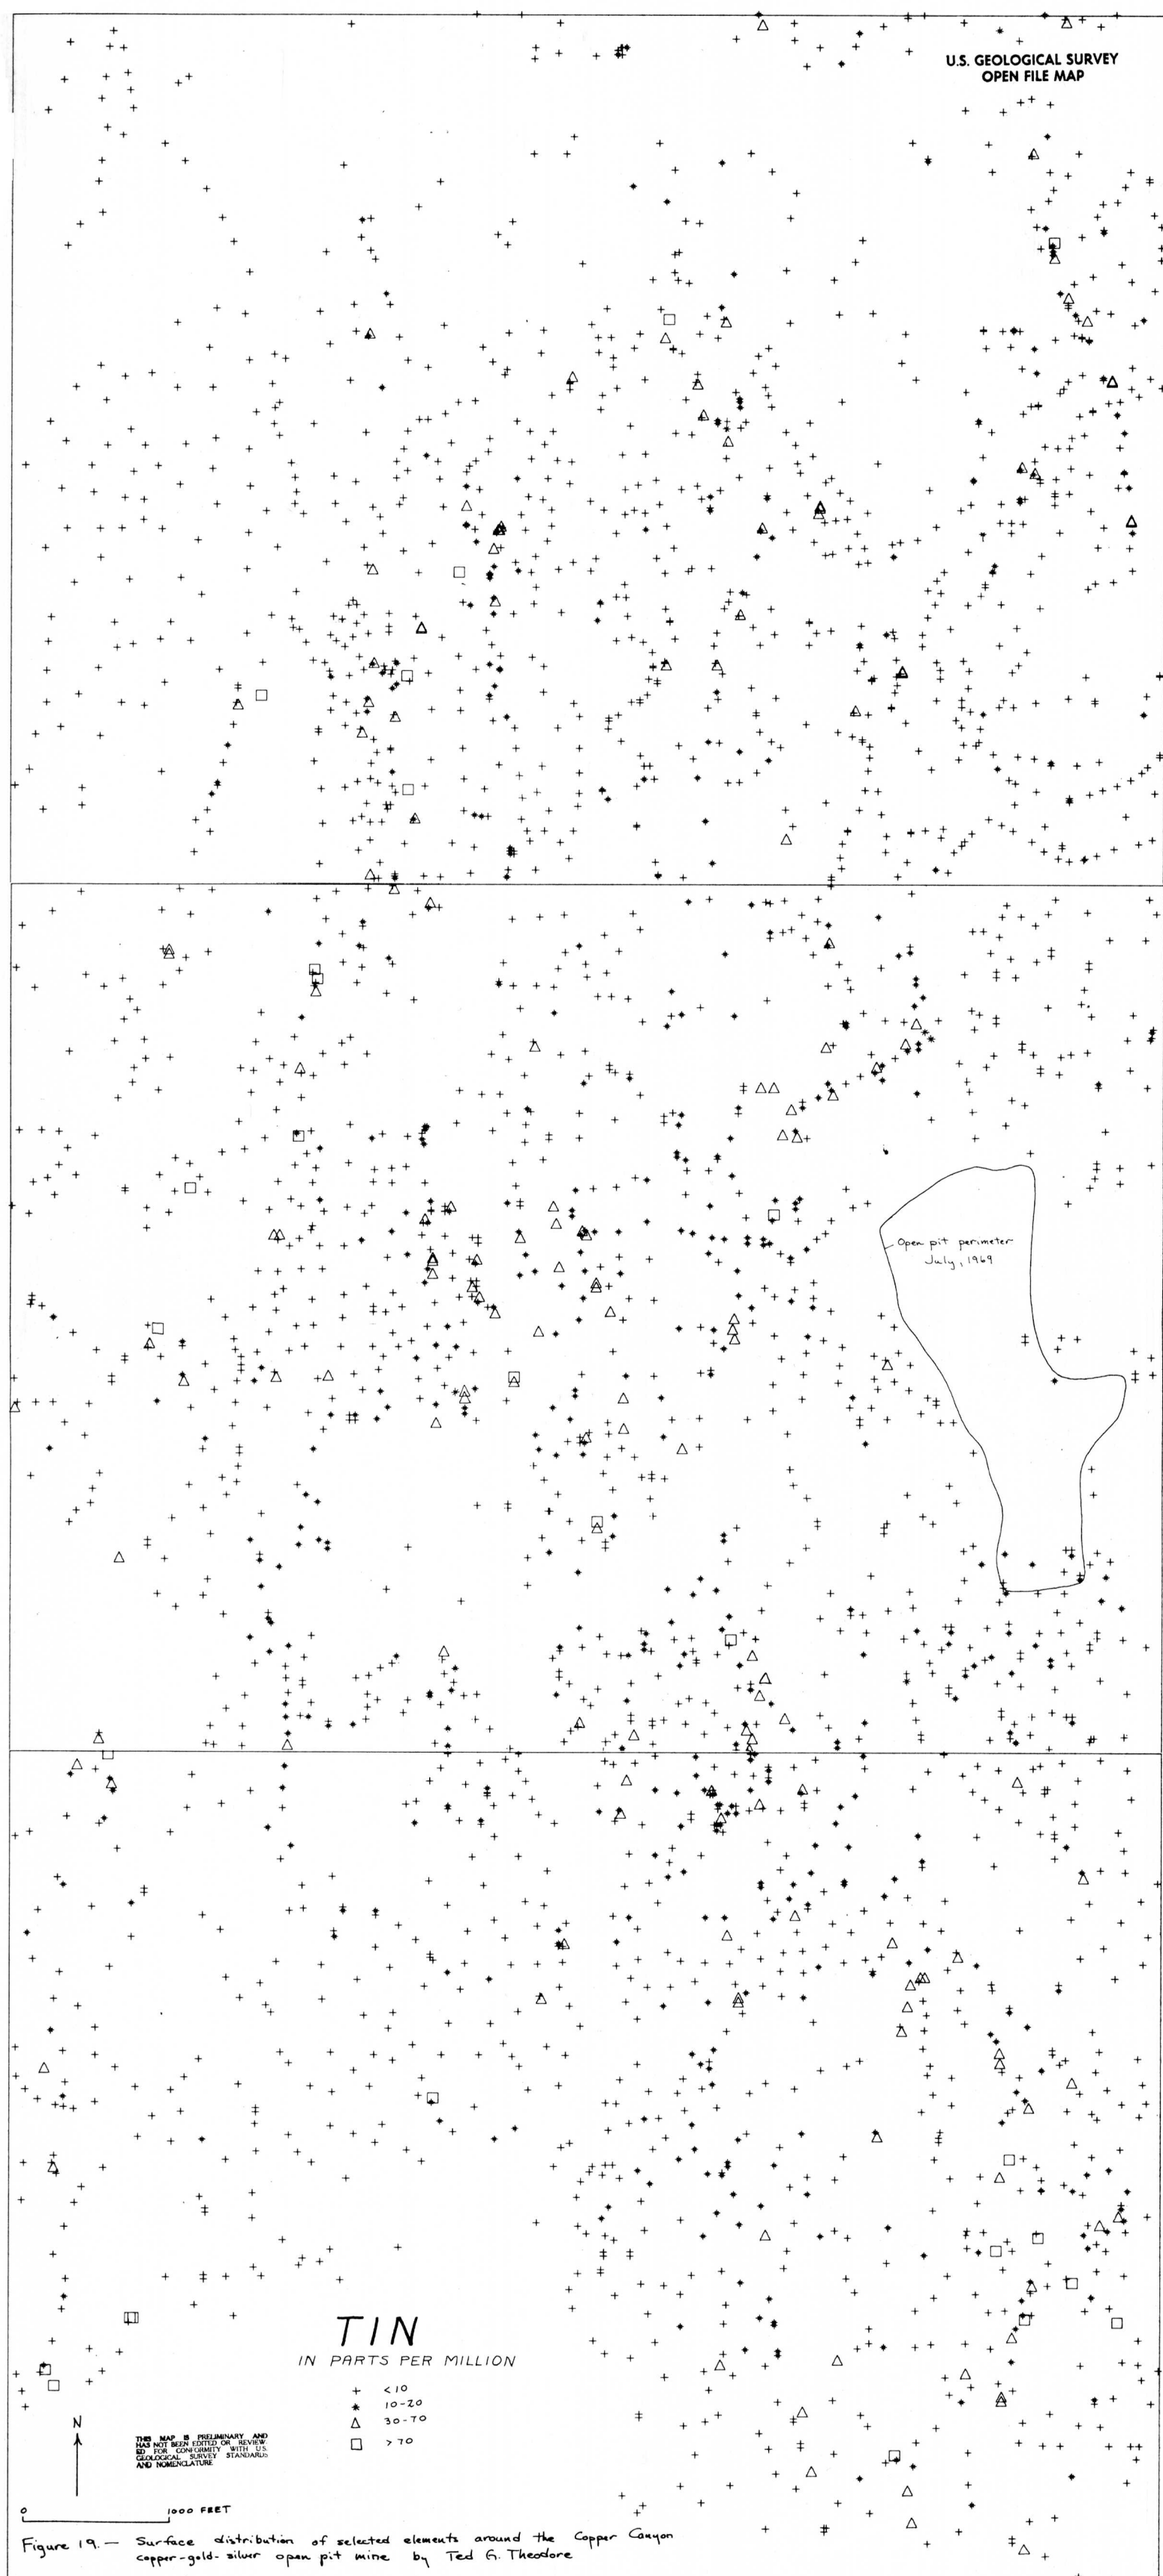 U.S. GEOLOGICAL SURVEY
OPEN FILE MAP
Open pit perimeter
July, 1969
TIN
IN PARTS PER MILLION
+ <10
* 10-20
△ 30-70
□ >70
N
THIS MAP IS PRELIMINARY AND
HAS NOT BEEN EDITED OR REVIEW-
ED FOR CONFORMITY WITH U.S.
GEOLOGICAL SURVEY STANDARDS
AND NOMENCLATURE
0 1000 FEET
Figure 19.— Surface distribution of selected elements around the Copper Canyon
copper-gold-silver open pit mine by Ted G. Theodore